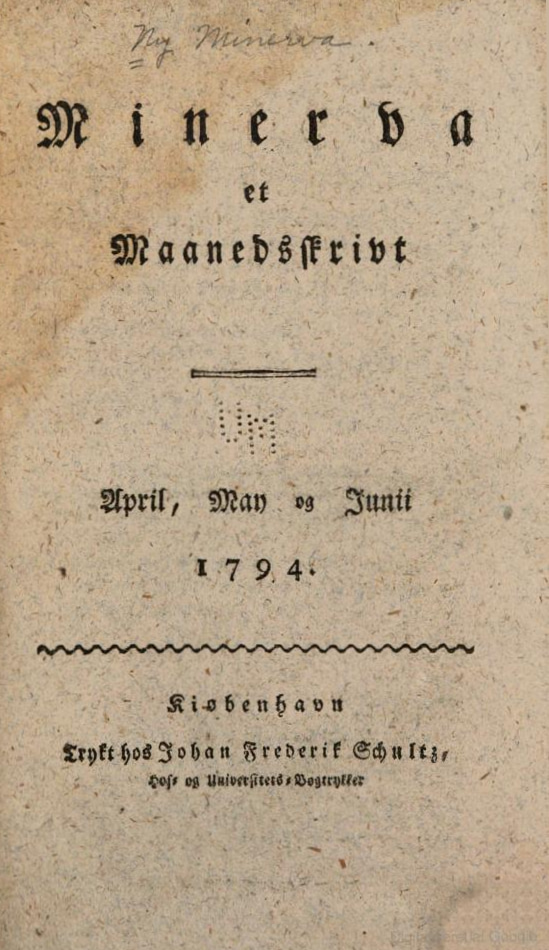 Ny Minerva.
Minerva
et
Maanedsskrivt
UM
April, May og Junii
1794.
Kiøbenhavn
Trykt hos Johan Frederik Schultz,
Hof- og Universitets-Bogtrykker